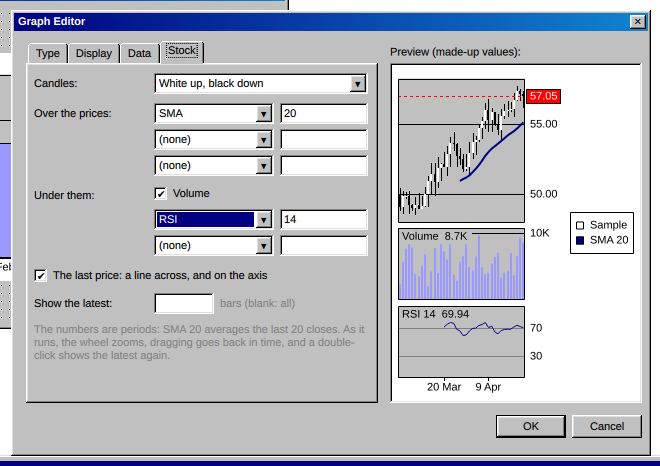 Graph Editor
Type Display Data Stock
Candles: White up, black down
Over the prices: SMA 20
(none)
(none)
Under them: Volume
RSI 14
(none)
The last price: a line across, and on the axis
Show the latest: bars (blank: all)
The numbers are periods: SMA 20 averages the last 20 closes. As it
runs, the wheel zooms, dragging goes back in time, and a double-
click shows the latest again.
Preview (made-up values):
57.05
55.00
50.00
Sample
SMA 20
Volume 8.7K
10K
RSI 14 69.94
70
30
20 Mar 9 Apr
OK Cancel